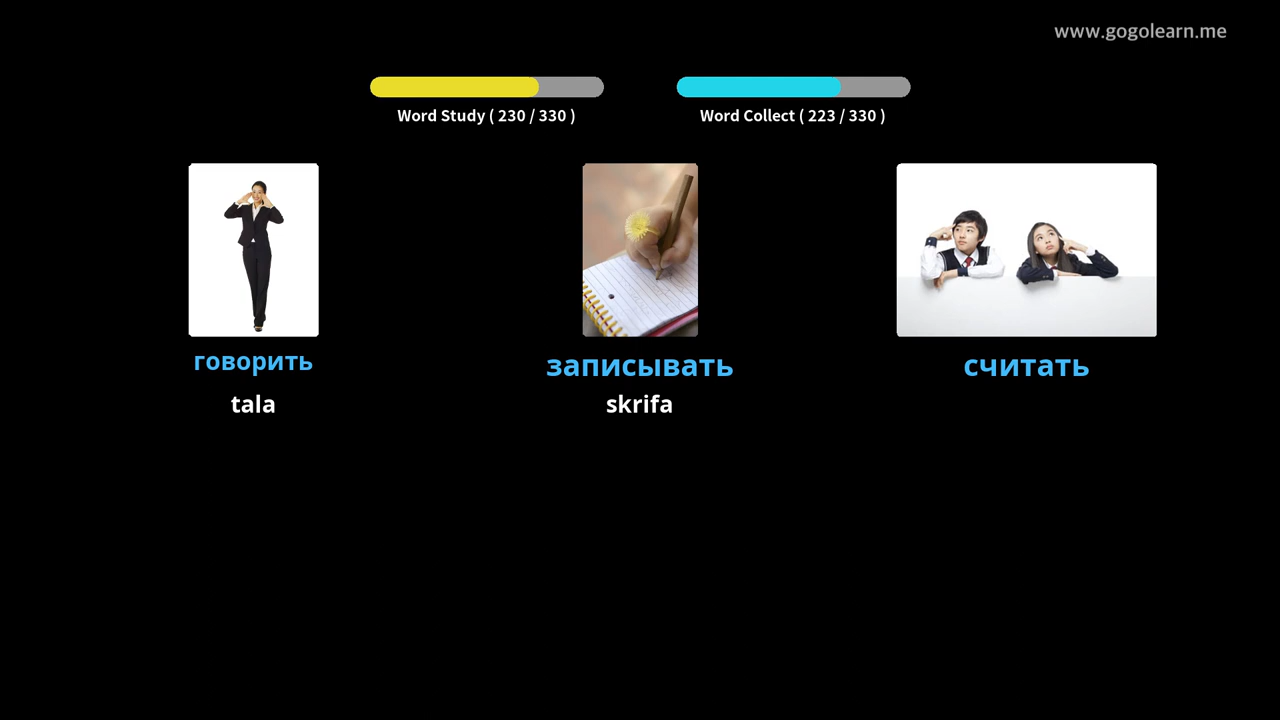 www.gogolearn.me
Word Study ( 230 / 330 )
Word Collect ( 223 / 330 )
говорить
записывать
считать
tala
skrifa